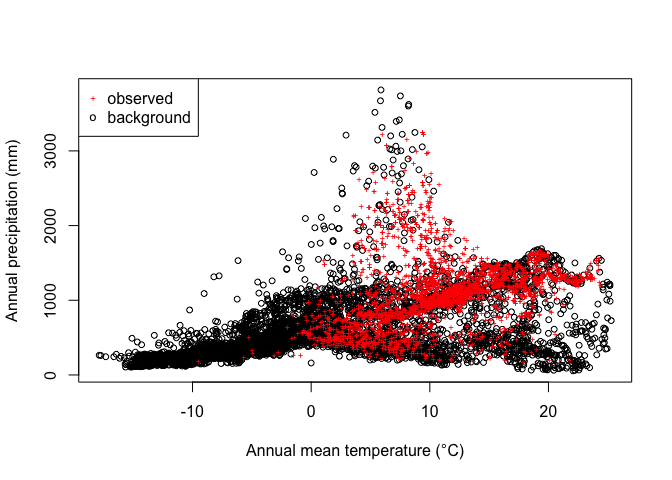 observed
background
Annual precipitation (mm)
3000
2000
1000
0
-10
0
10
20
Annual mean temperature (°C)